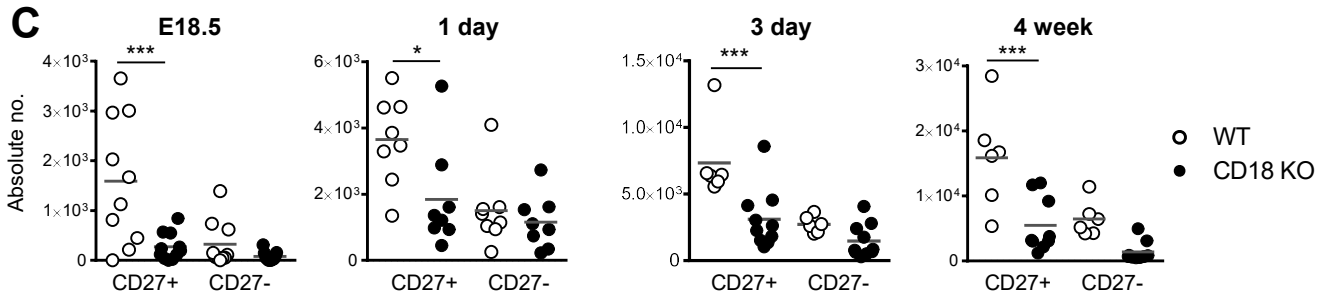 C
E18.5
1 day
3 day
4 week
***
*
***
***
Absolute no.
4×10³
3×10³
2×10³
1×10³
0
6×10³
4×10³
2×10³
0
1.5×10⁴
1.0×10⁴
5.0×10³
0
3×10⁴
2×10⁴
1×10⁴
0
WT
CD18 KO
CD27+ CD27-
CD27+ CD27-
CD27+ CD27-
CD27+ CD27-